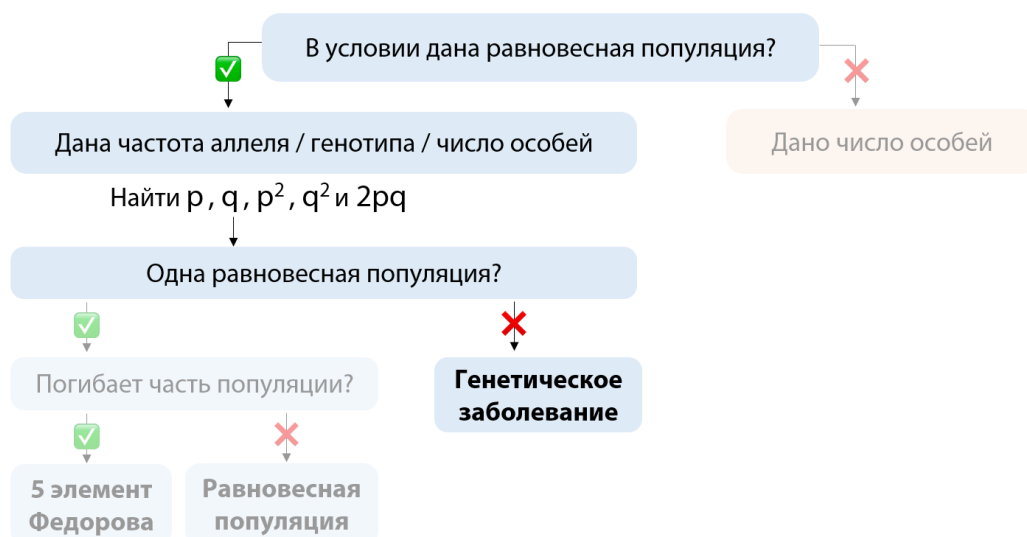 В условии дана равновесная популяция?
Дана частота аллеля / генотипа / число особей
Дано число особей
Найти p , q , p², q² и 2pq
Одна равновесная популяция?
Погибает часть популяции?
Генетическое
заболевание
5 элемент
Федорова
Равновесная
популяция